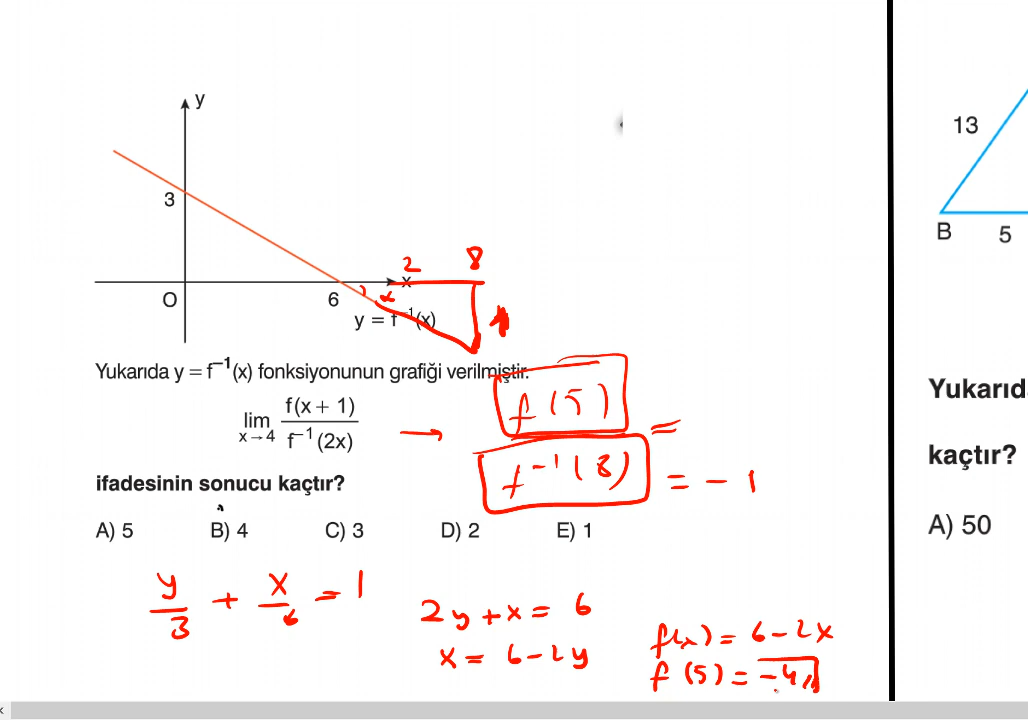 y
3
2
8
x
O
6
y = f⁻¹(x)
1
Yukarıda y = f⁻¹(x) fonksiyonunun grafiği verilmiştir.
lim x→4 f(x + 1) / f⁻¹(2x) → f(5) / f⁻¹(8) =
= -1
ifadesinin sonucu kaçtır?
A) 5 B) 4 C) 3 D) 2 E) 1
y/3 + x/6 = 1
2y + x = 6
x = 6 - 2y
f(x) = 6 - 2x
f(5) = -4
13
B
5
Yukarıd
kaçtır?
A) 50